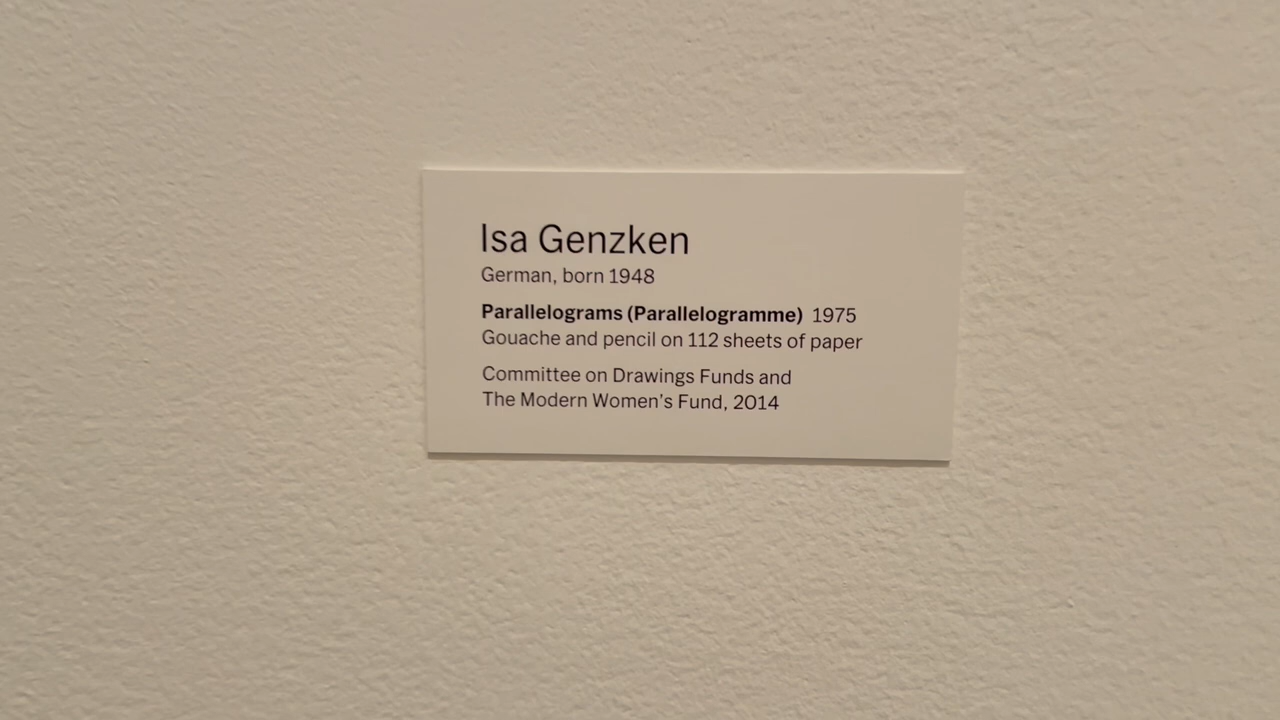 Isa Genzken
German, born 1948
Parallelograms (Parallelogramme) 1975
Gouache and pencil on 112 sheets of paper
Committee on Drawings Funds and
The Modern Women's Fund, 2014